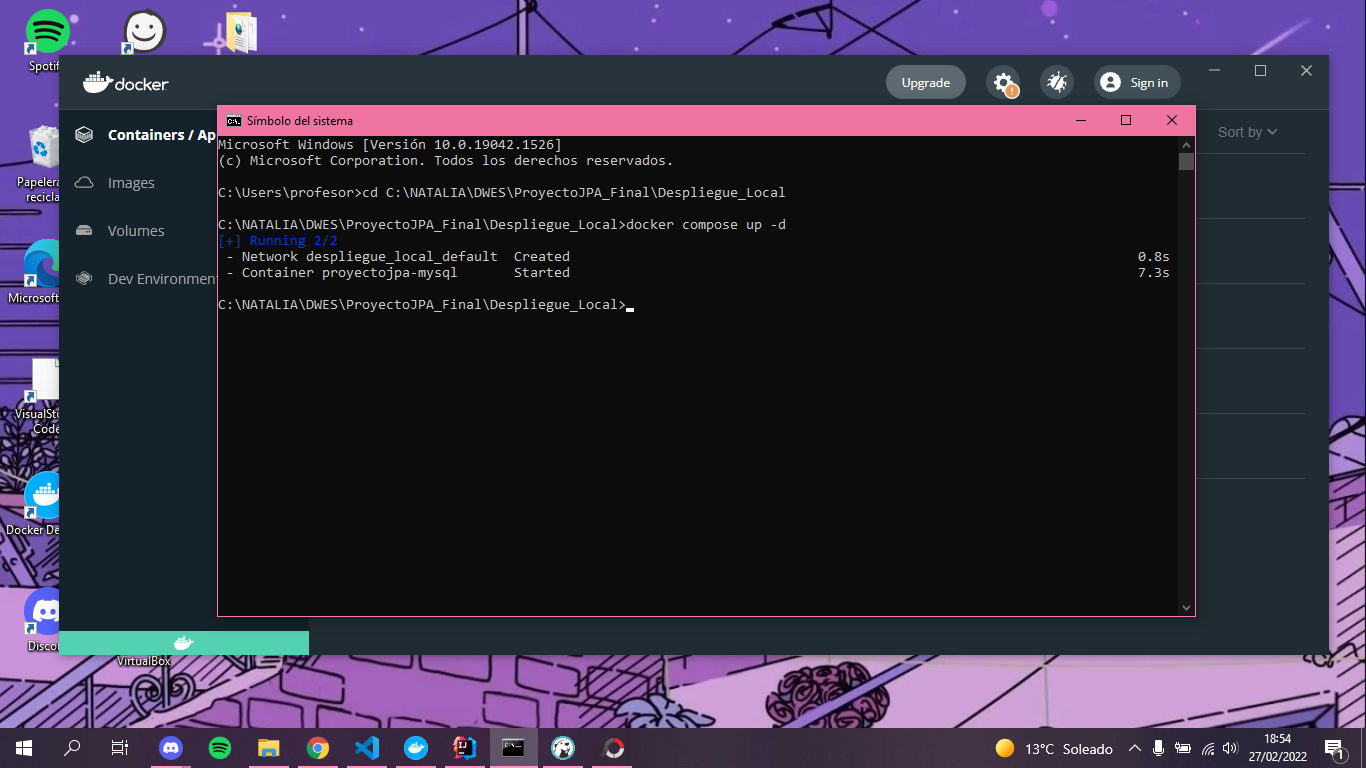 Spotif
docker
Upgrade
!
Sign in
Símbolo del sistema
Containers / Ap
Sort by
Microsoft Windows [Versión 10.0.19042.1526]
(c) Microsoft Corporation. Todos los derechos reservados.
Papelera
recicla
Images
C:\Users\profesor>cd C:\NATALIA\DWES\ProyectoJPA_Final\Despliegue_Local
Volumes
C:\NATALIA\DWES\ProyectoJPA_Final\Despliegue_Local>docker compose up -d
[+] Running 2/2
- Network despliegue_local_default  Created 0.8s
- Container proyectojpa-mysql       Started 7.3s
Dev Environmen
Microsoft
C:\NATALIA\DWES\ProyectoJPA_Final\Despliegue_Local>
VisualStu
Code
Docker De
Disco
VirtualBox
13°C Soleado
18:54
27/02/2022
1